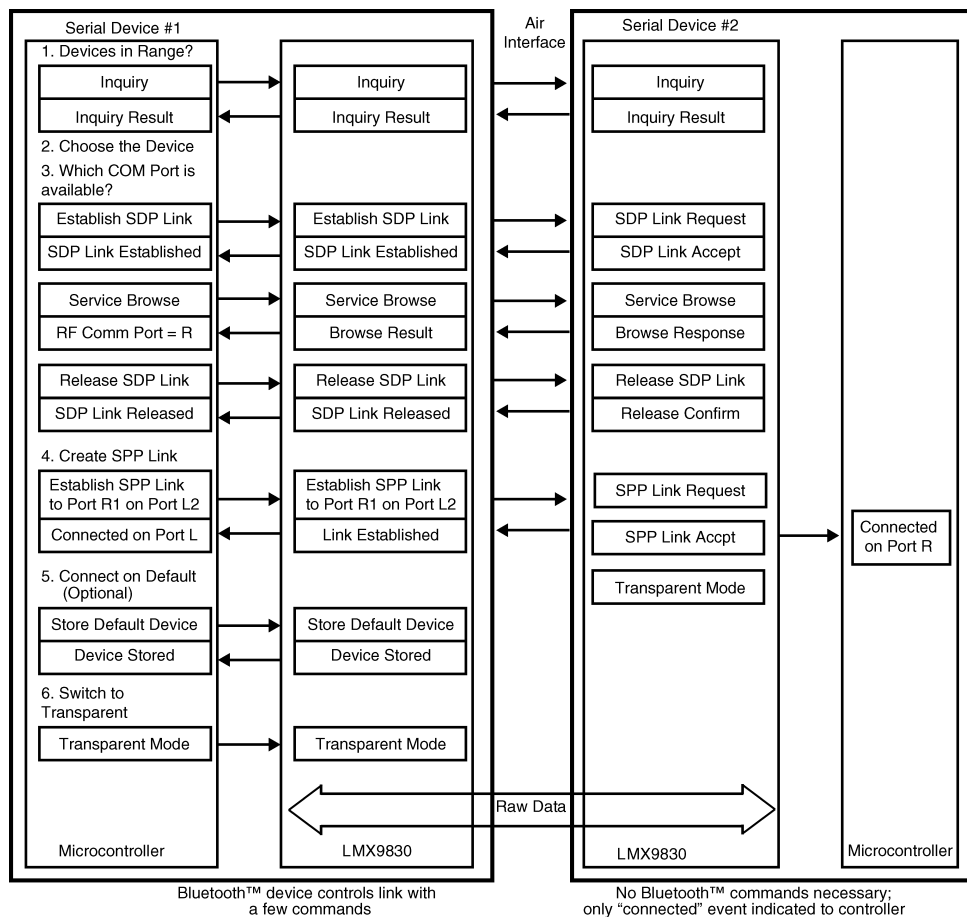 Serial Device #1
Air
Interface
Serial Device #2
1. Devices in Range?
Inquiry
Inquiry
Inquiry
Inquiry Result
Inquiry Result
Inquiry Result
2. Choose the Device
3. Which COM Port is
available?
Establish SDP Link
Establish SDP Link
SDP Link Request
SDP Link Established
SDP Link Established
SDP Link Accept
Service Browse
Service Browse
Service Browse
RF Comm Port = R
Browse Result
Browse Response
Release SDP Link
Release SDP Link
Release SDP Link
SDP Link Released
SDP Link Released
Release Confirm
4. Create SPP Link
Establish SPP Link
to Port R1 on Port L2
Establish SPP Link
to Port R1 on Port L2
SPP Link Request
Connected on Port L
Link Established
SPP Link Accpt
Connected
on Port R
5. Connect on Default
(Optional)
Transparent Mode
Store Default Device
Store Default Device
Device Stored
Device Stored
6. Switch to
Transparent
Transparent Mode
Transparent Mode
Raw Data
Microcontroller
LMX9830
LMX9830
Microcontroller
Bluetooth™ device controls link with
a few commands
No Bluetooth™ commands necessary;
only “connected” event indicated to controller